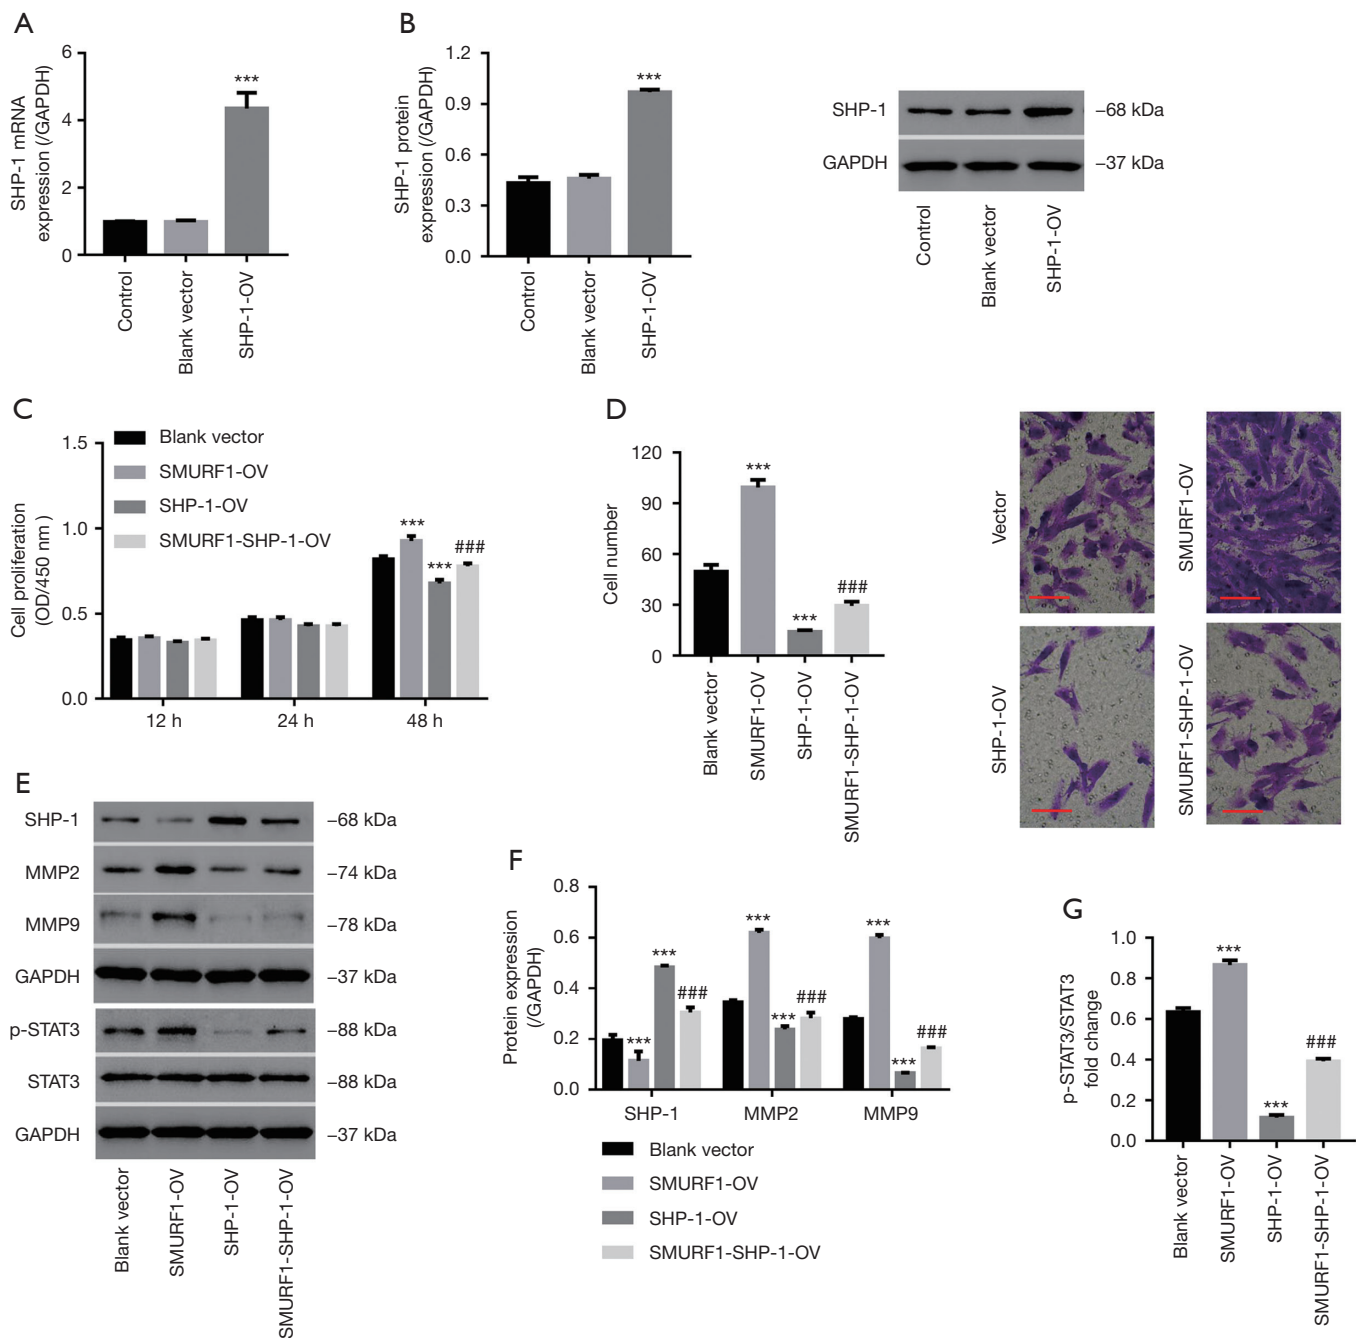 A
SHP-1 mRNA
expression (/GAPDH)
6
4
2
0
***
Control
Blank vector
SHP-1-OV
B
SHP-1 protein
expression (/GAPDH)
1.2
0.9
0.6
0.3
0.0
***
Control
Blank vector
SHP-1-OV
SHP-1
–68 kDa
GAPDH
–37 kDa
Control
Blank vector
SHP-1-OV
C
Cell proliferation
(OD/450 nm )
1.5
1.0
0.5
0.0
Blank vector
SMURF1-OV
SHP-1-OV
SMURF1-SHP-1-OV
***
***
###
12 h
24 h
48 h
D
Cell number
120
90
60
30
0
***
***
###
Blank vector
SMURF1-OV
SHP-1-OV
SMURF1-SHP-1-OV
Vector
SMURF1-OV
SHP-1-OV
SMURF1-SHP-1-OV
E
SHP-1
–68 kDa
MMP2
–74 kDa
MMP9
–78 kDa
GAPDH
–37 kDa
p-STAT3
–88 kDa
STAT3
–88 kDa
GAPDH
–37 kDa
Blank vector
SMURF1-OV
SHP-1-OV
SMURF1-SHP-1-OV
F
Protein expression
(/GAPDH)
0.8
0.6
0.4
0.2
0.0
***
***
###
***
***
###
***
***
###
SHP-1
MMP2
MMP9
Blank vector
SMURF1-OV
SHP-1-OV
SMURF1-SHP-1-OV
G
p-STAT3/STAT3
fold change
1.0
0.8
0.6
0.4
0.2
0.0
***
***
###
Blank vector
SMURF1-OV
SHP-1-OV
SMURF1-SHP-1-OV